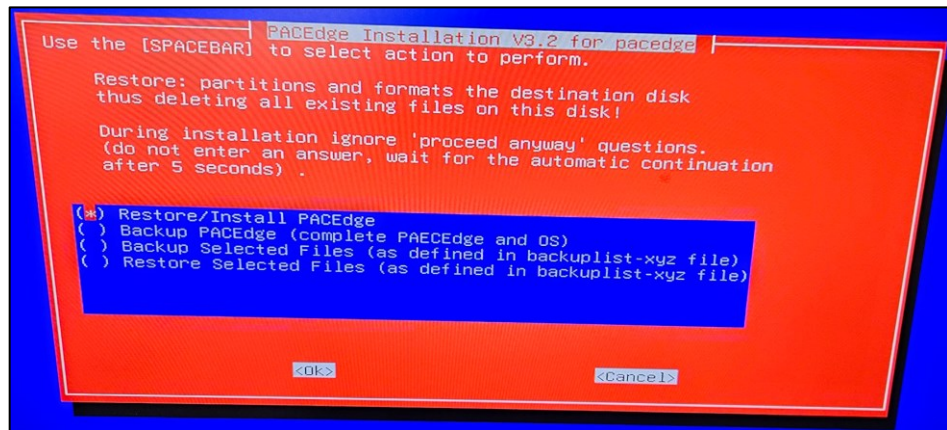 PACEdge Installation V3.2 for pacedge
Use the [SPACEBAR] to select action to perform.
Restore: partitions and formats the destination disk
thus deleting all existing files on this disk!
During installation ignore 'proceed anyway' questions.
(do not enter an answer, wait for the automatic continuation
after 5 seconds) .
(*) Restore/Install PACEdge
( ) Backup PACEdge (complete PAECEdge and OS)
( ) Backup Selected Files (as defined in backuplist-xyz file)
( ) Restore Selected Files (as defined in backuplist-xyz file)
<Ok> <Cancel>